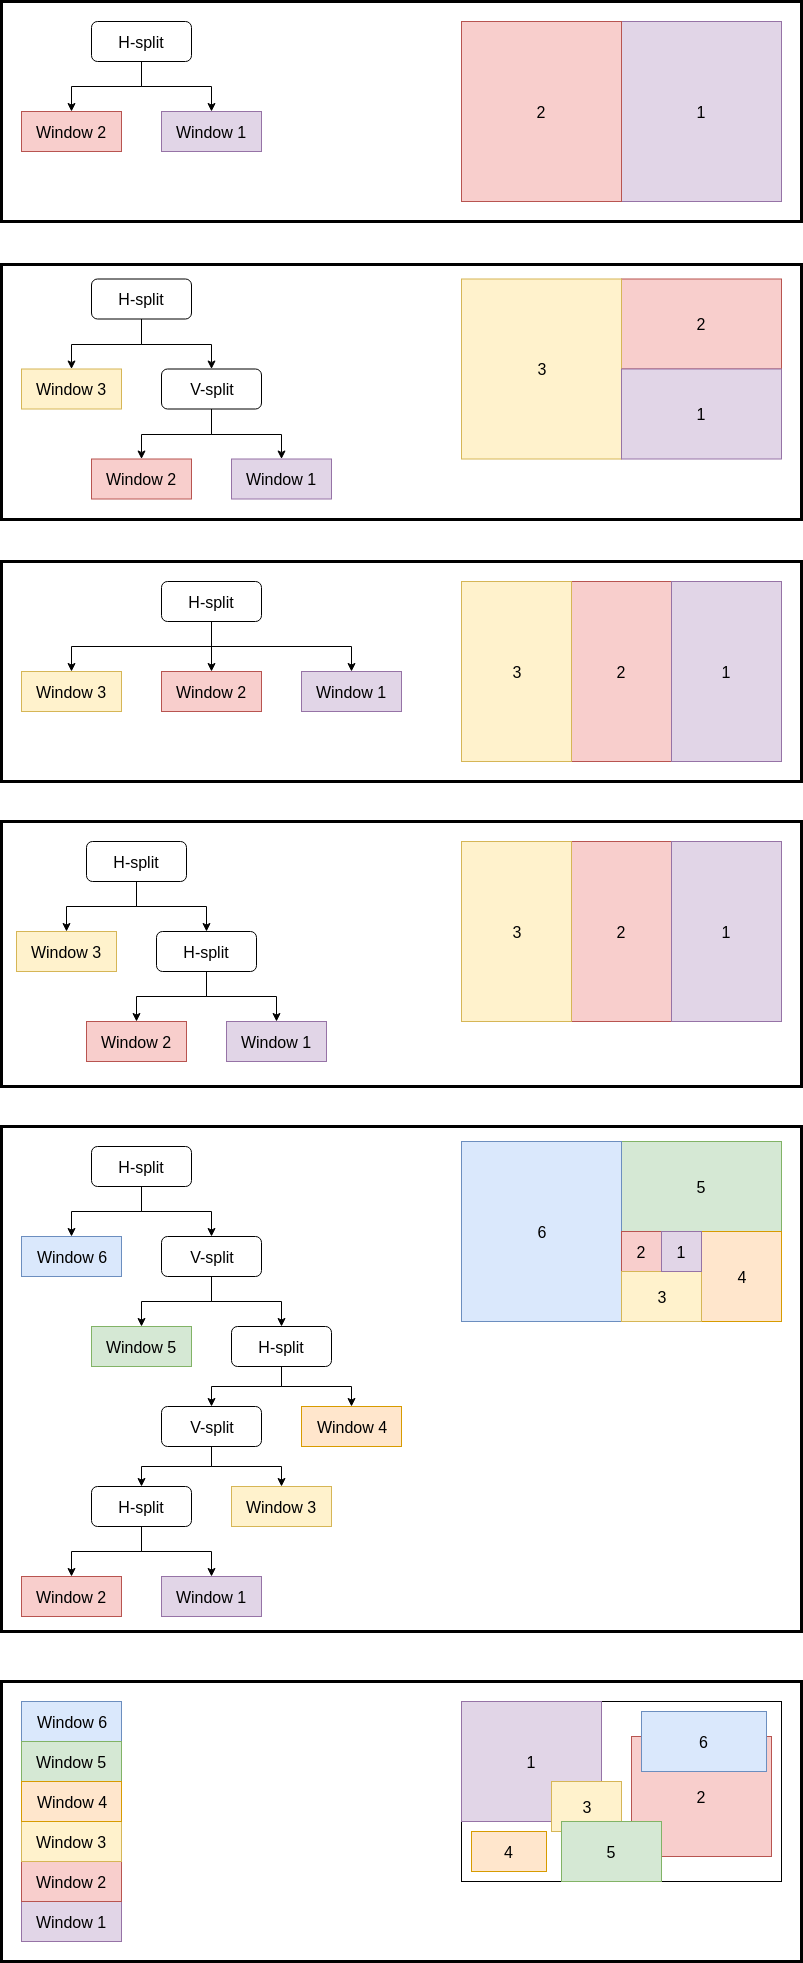 H-split
Window 2 Window 1
2 1
H-split
Window 3 V-split
Window 2 Window 1
3
2
1
H-split
Window 3 Window 2 Window 1
3 2 1
H-split
Window 3 H-split
Window 2 Window 1
3 2 1
H-split
Window 6 V-split
Window 5 H-split
V-split Window 4
H-split Window 3
Window 2 Window 1
6
5
2 1
4
3
Window 6
Window 5
Window 4
Window 3
Window 2
Window 1
6
1
2
3
4 5